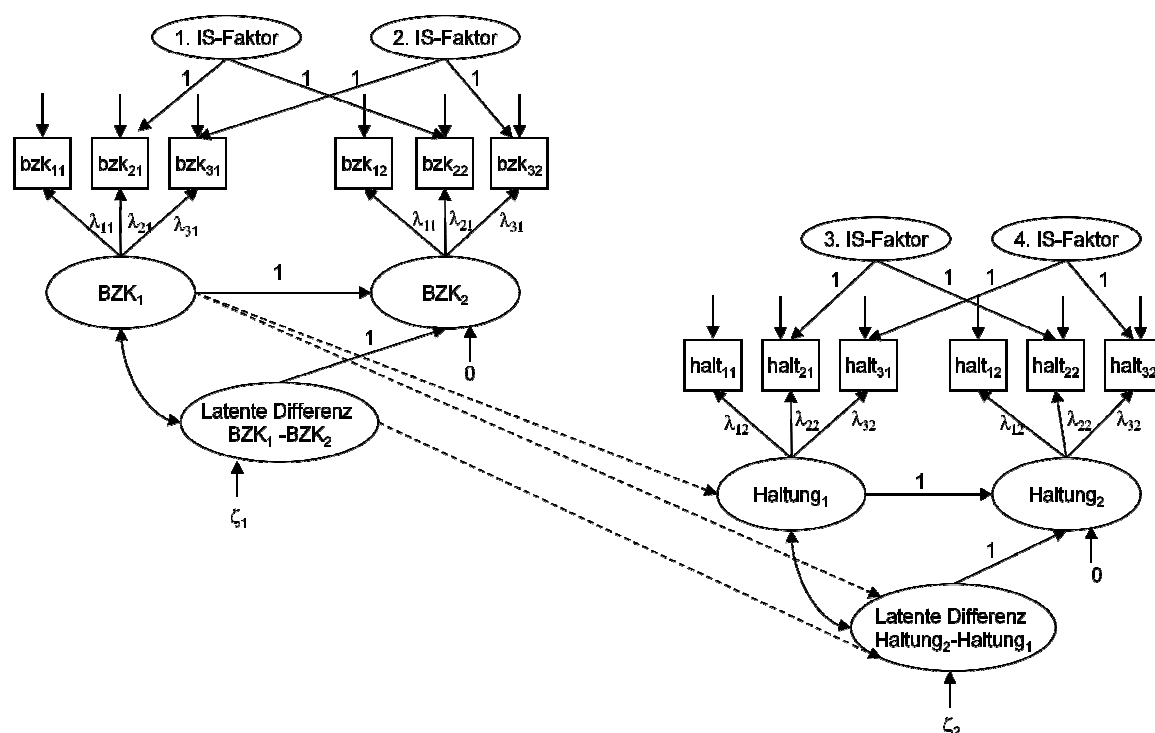 1. IS-Faktor
2. IS-Faktor
1
1
1
1
bzk₁₁
bzk₂₁
bzk₃₁
bzk₁₂
bzk₂₂
bzk₃₂
λ₁₁
λ₂₁
λ₃₁
λ₁₁
λ₂₁
λ₃₁
BZK₁
1
BZK₂
1
0
Latente Differenz
BZK₁ -BZK₂
ζ₁
3. IS-Faktor
4. IS-Faktor
1
1
1
1
halt₁₁
halt₂₁
halt₃₁
halt₁₂
halt₂₂
halt₃₂
λ₁₂
λ₂₂
λ₃₂
λ₁₂
λ₂₂
λ₃₂
Haltung₁
1
Haltung₂
1
0
Latente Differenz
Haltung₂-Haltung₁
ζ₂